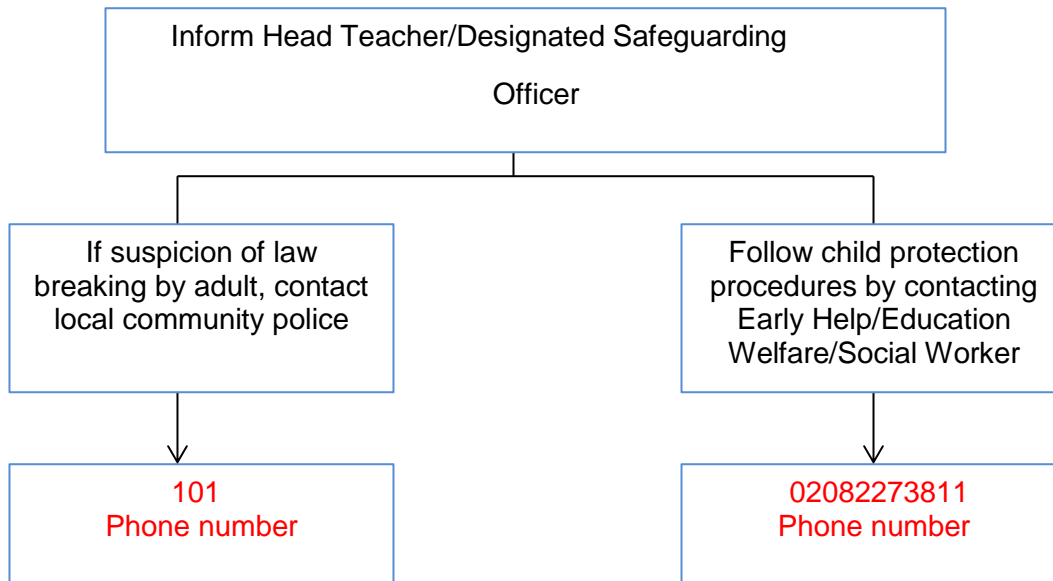 Inform Head Teacher/Designated Safeguarding
Officer
If suspicion of law
breaking by adult, contact
local community police
Follow child protection
procedures by contacting
Early Help/Education
Welfare/Social Worker
101
Phone number
02082273811
Phone number